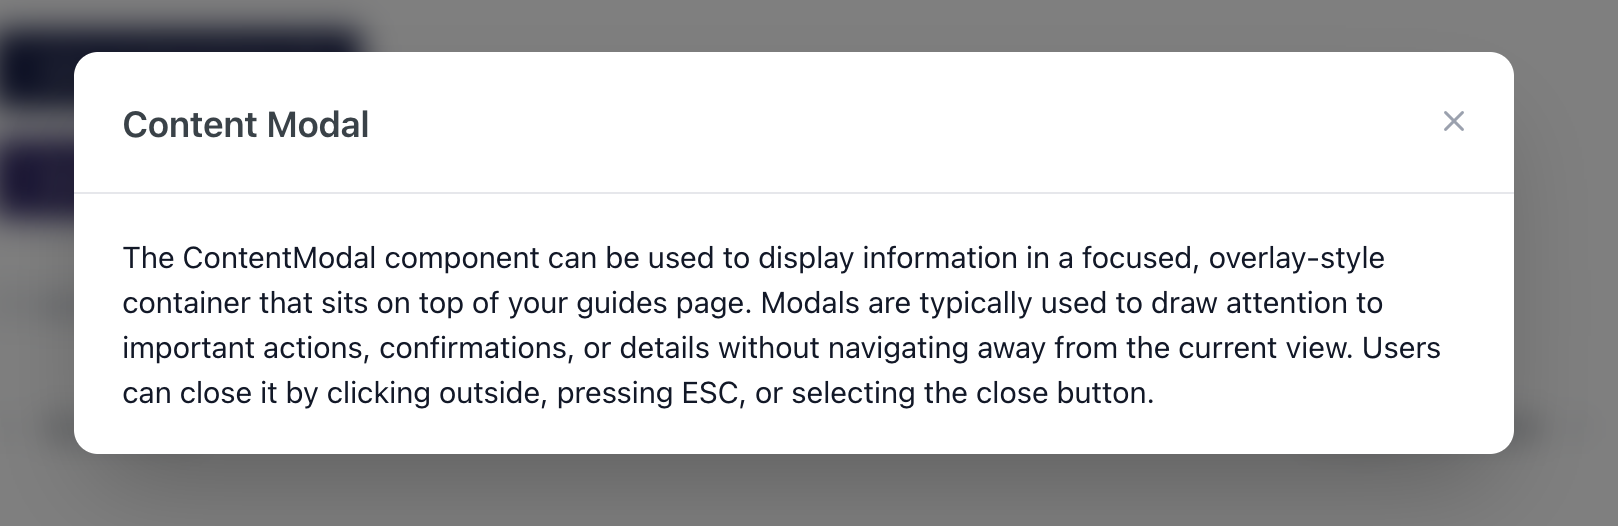 Content Modal
The ContentModal component can be used to display information in a focused, overlay-style
container that sits on top of your guides page. Modals are typically used to draw attention to
important actions, confirmations, or details without navigating away from the current view. Users
can close it by clicking outside, pressing ESC, or selecting the close button.